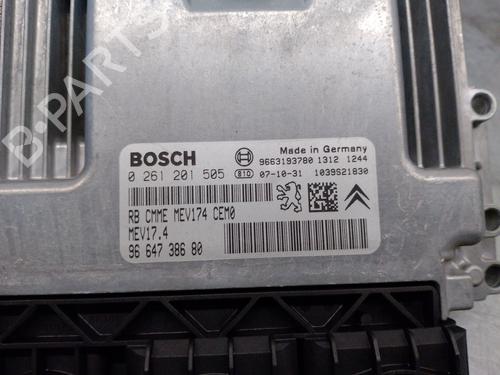 B-PARTS
BOSCH
Made in Germany
9663193780 1312 1244
0 261 201 505 810 07-10-31 1039S21830
RB CMME MEV174 CEM0
MEV17.4
96 647 386 80